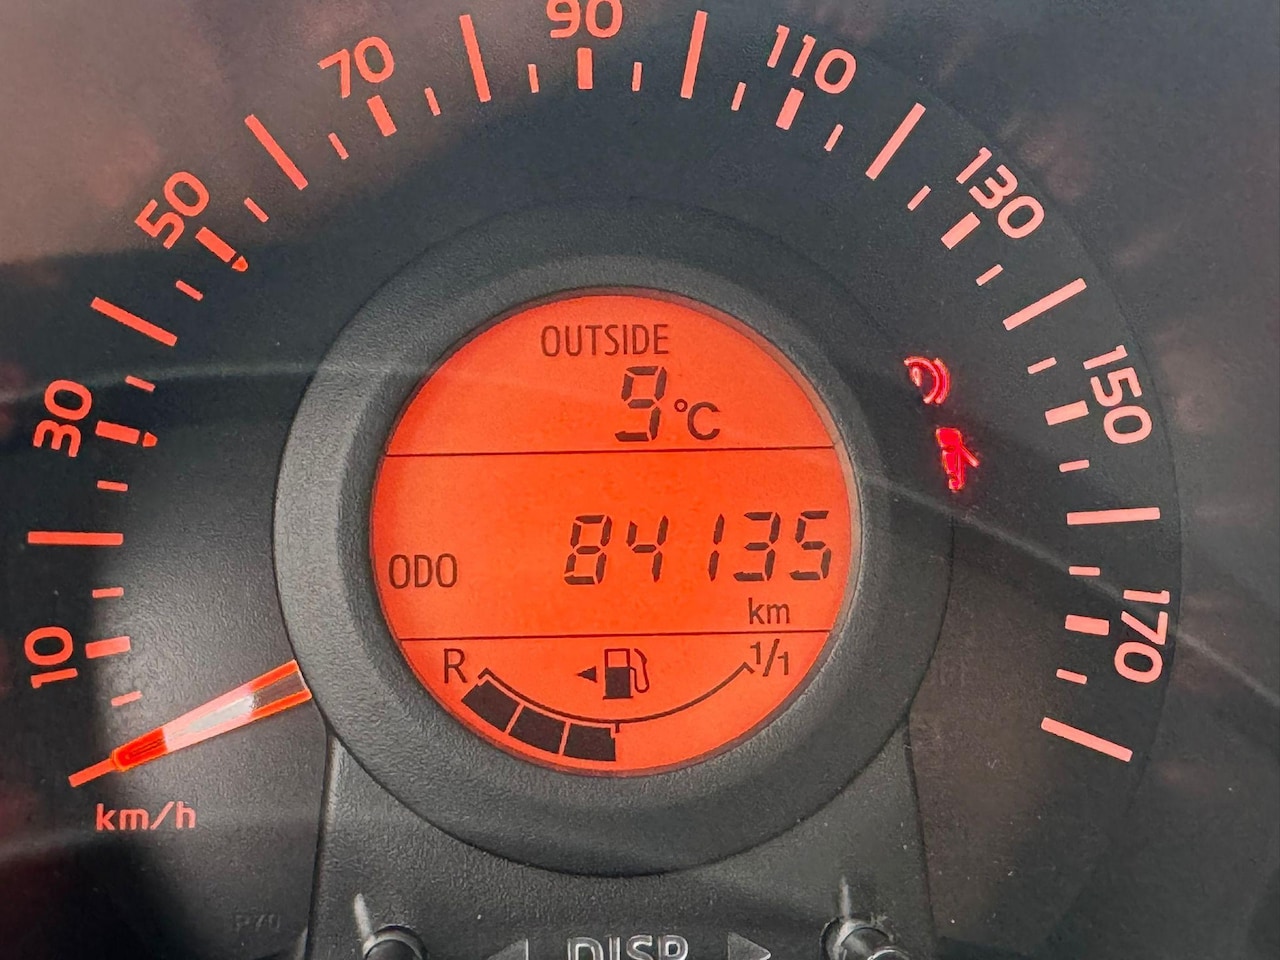 90
70
110
50
130
OUTSIDE
9 °C
30
150
ODO 84135
km
10
170
R 1/1
km/h
DISP